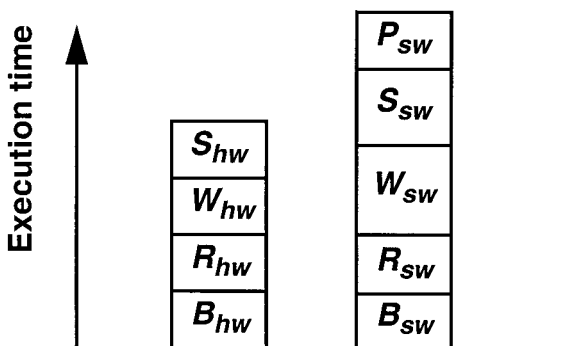 Execution time
S_hw
W_hw
R_hw
B_hw
P_sw
S_sw
W_sw
R_sw
B_sw